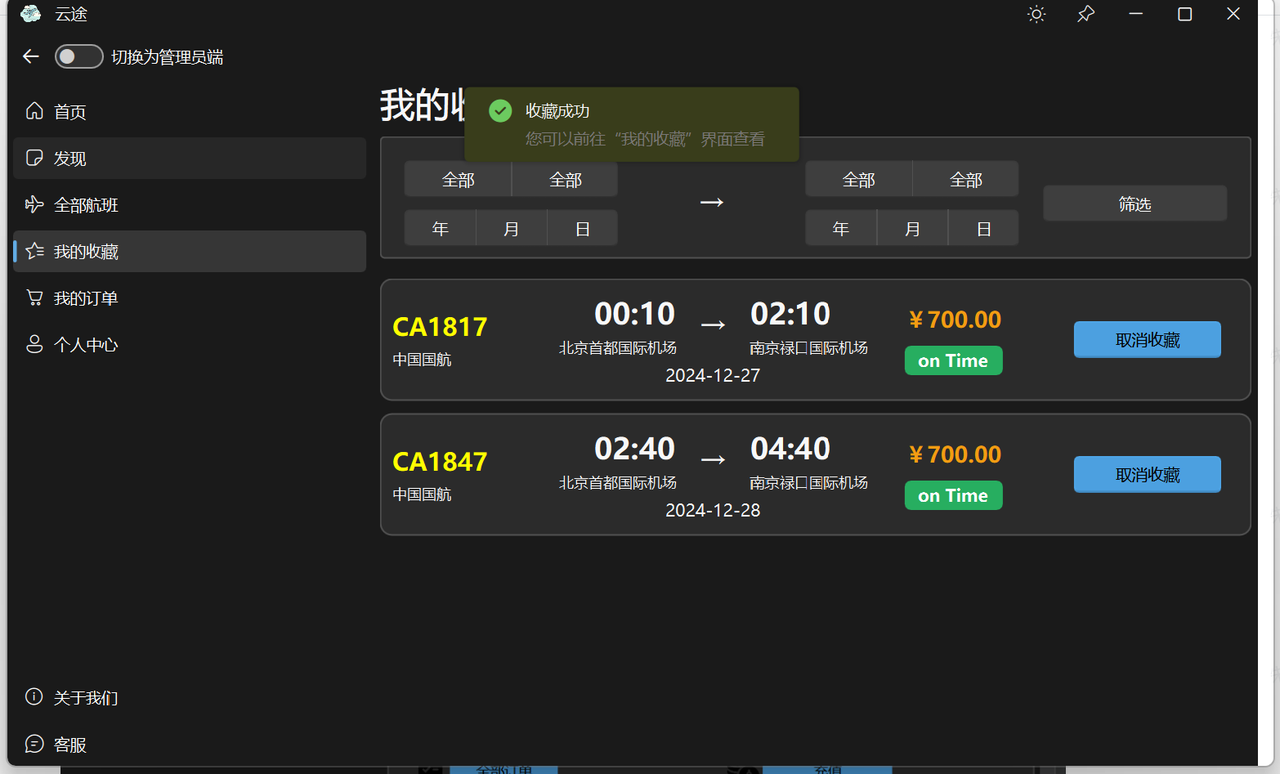 云途
切换为管理员端
首页
发现
全部航班
我的收藏
我的订单
个人中心
关于我们
客服
我的收
收藏成功
您可以前往“我的收藏”界面查看
全部 全部
年 月 日
→
全部 全部
年 月 日
筛选
CA1817
中国国航
00:10 → 02:10
北京首都国际机场 南京禄口国际机场
2024-12-27
¥700.00
on Time
取消收藏
CA1847
中国国航
02:40 → 04:40
北京首都国际机场 南京禄口国际机场
2024-12-28
¥700.00
on Time
取消收藏
全部订单